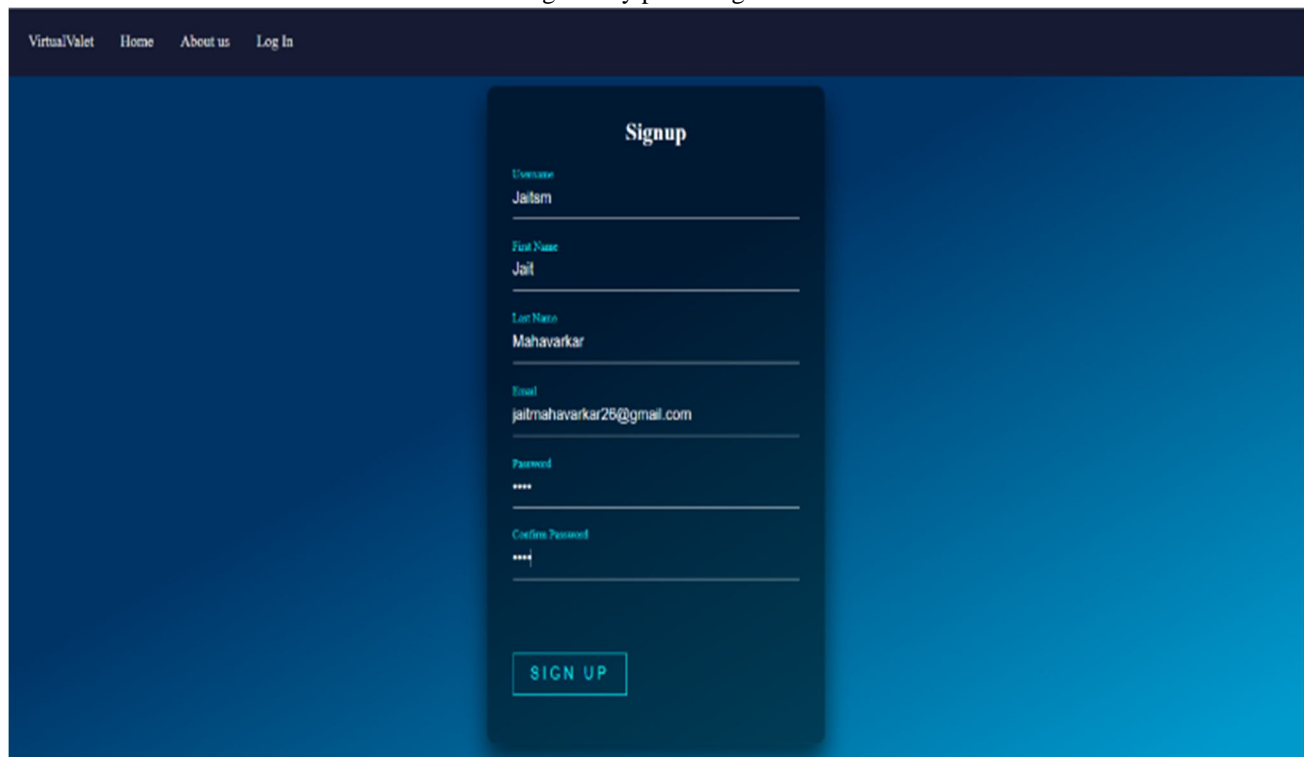 VirtualValet Home About us Log In
Signup
Username
Jaitsm
First Name
Jait
Last Name
Mahavarkar
Email
jaitmahavarkar26@gmail.com
Password
••••
Confirm Password
••••
SIGN UP